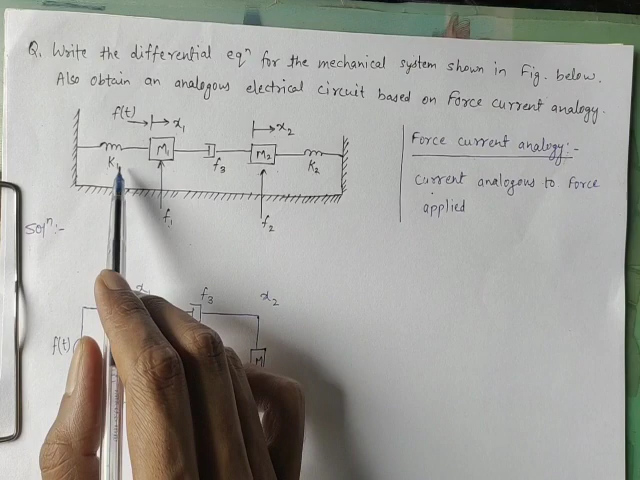 Q. Write the differential eqⁿ for the mechanical system shown in Fig. below.
Also obtain an analogous electrical circuit based on Force current analogy.
f(t) x₁ x₂
M₁ M₂
K₁ f₃ K₂
f₁ f₂
Force current analogy:-
Current analogous to Force
applied
Solⁿ:-
x₁ f₃ x₂
f(t)
M